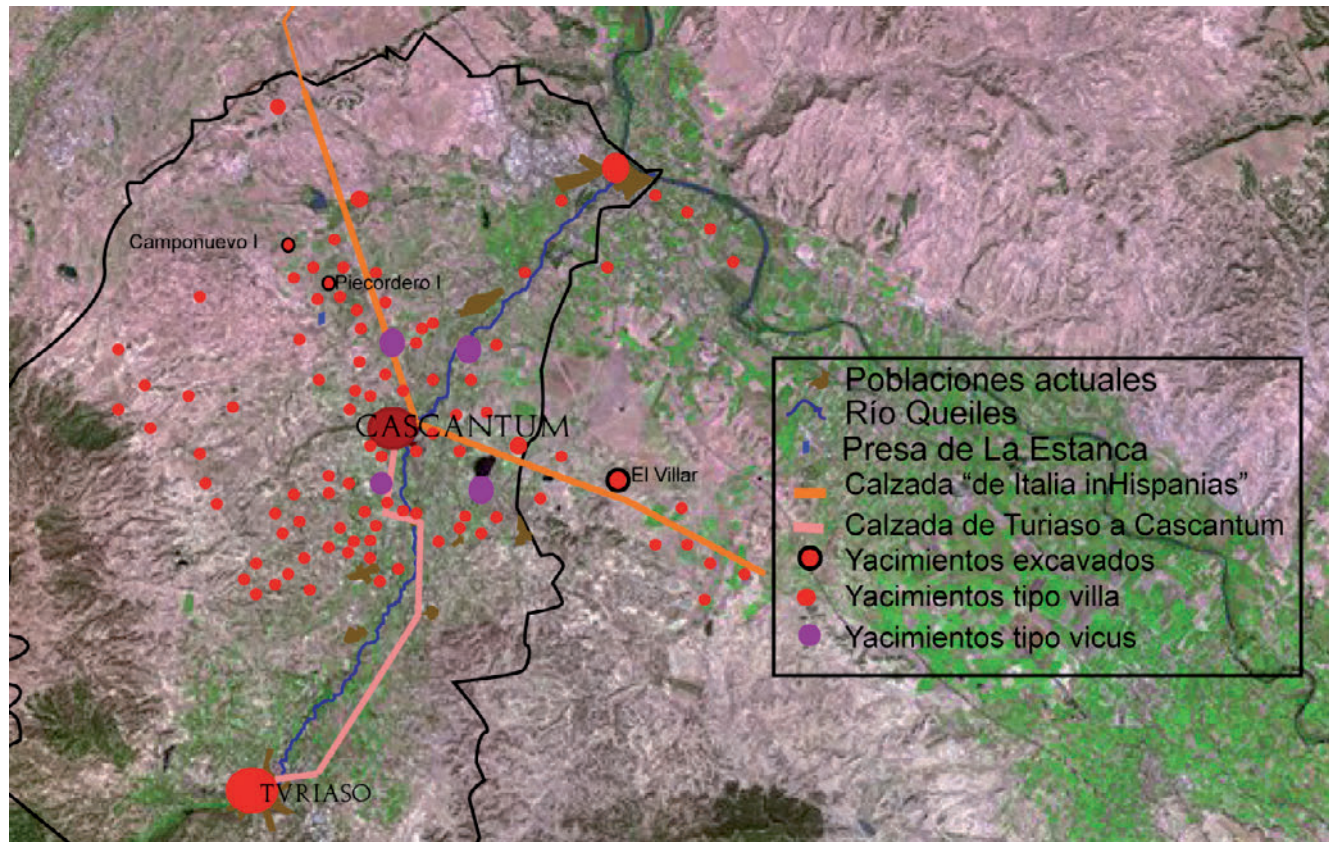 Camponuevo I
Piecordero I
CASCANTUM
El Villar
TVRIASO
Poblaciones actuales
Río Queiles
Presa de La Estanca
Calzada "de Italia inHispanias"
Calzada de Turiaso a Cascantum
Yacimientos excavados
Yacimientos tipo villa
Yacimientos tipo vicus